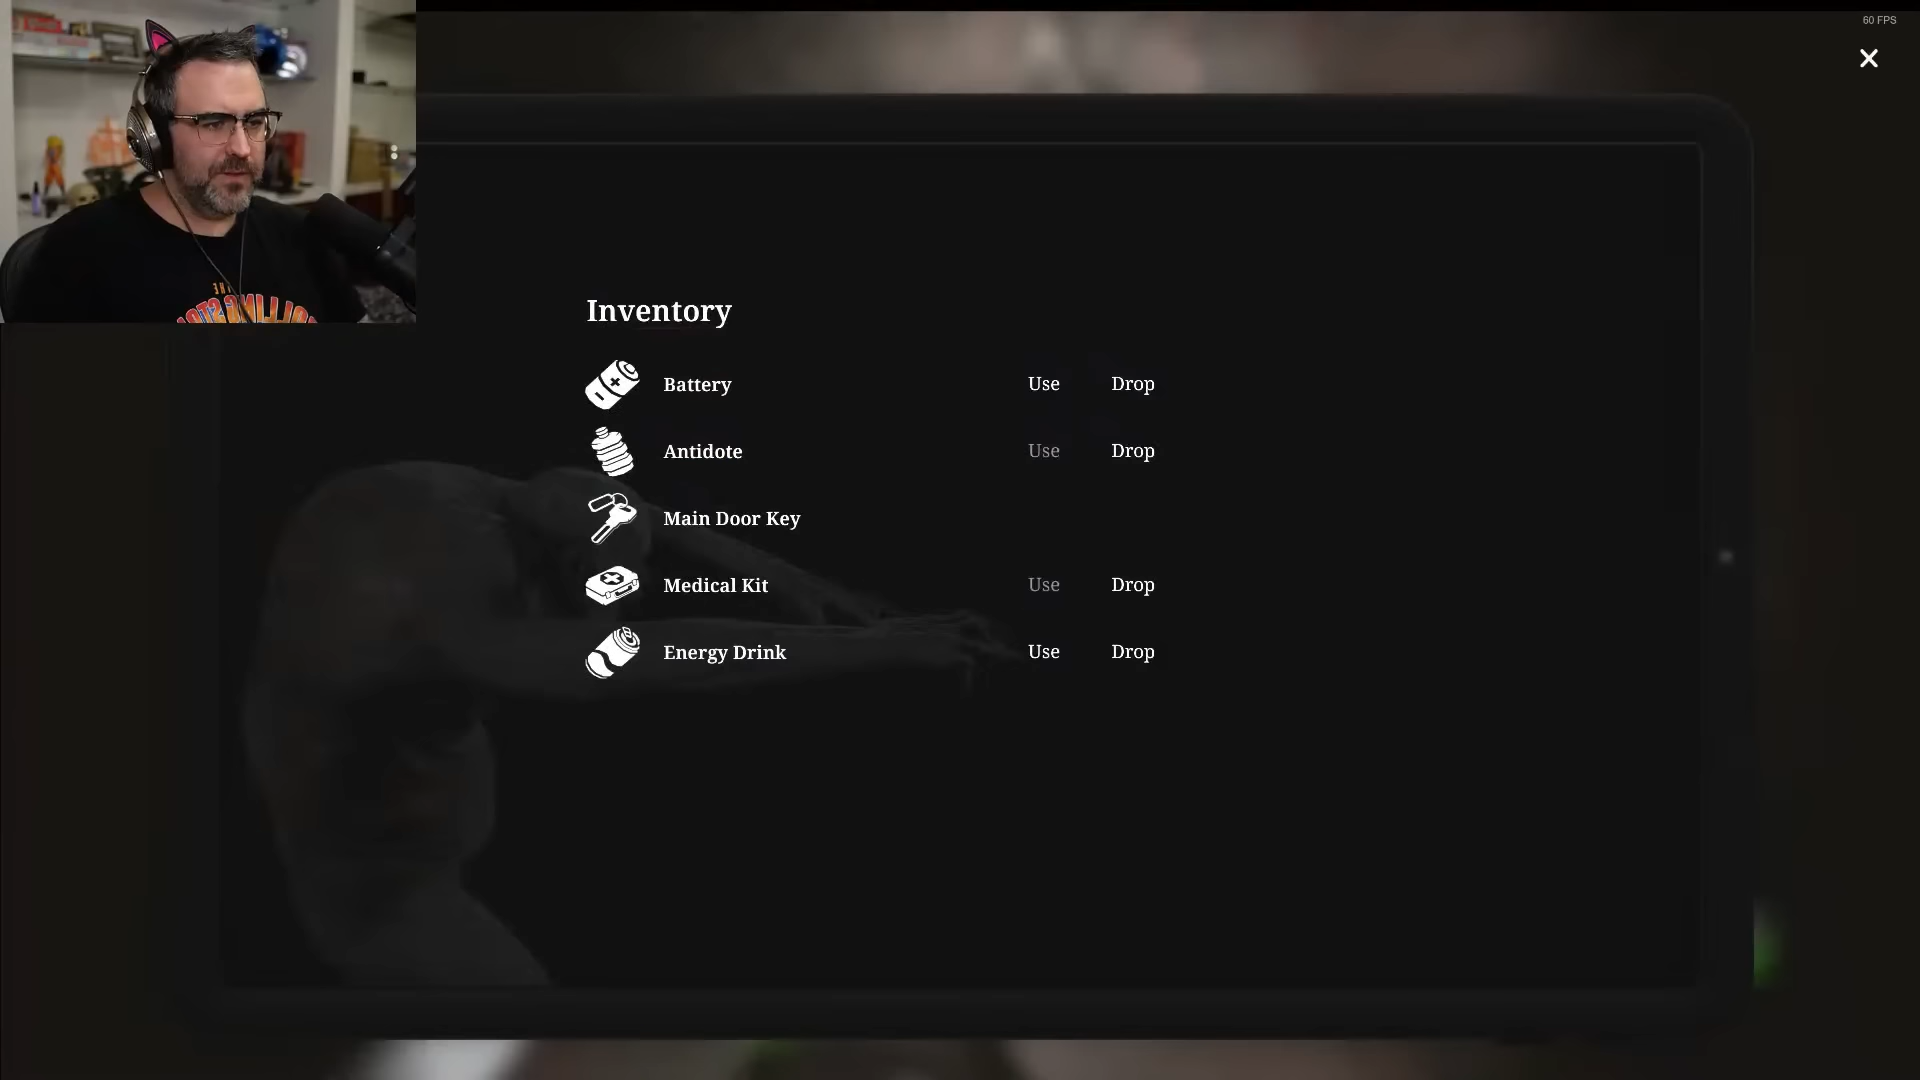 60 FPS
Inventory
Battery Use Drop
Antidote Use Drop
Main Door Key
Medical Kit Use Drop
Energy Drink Use Drop